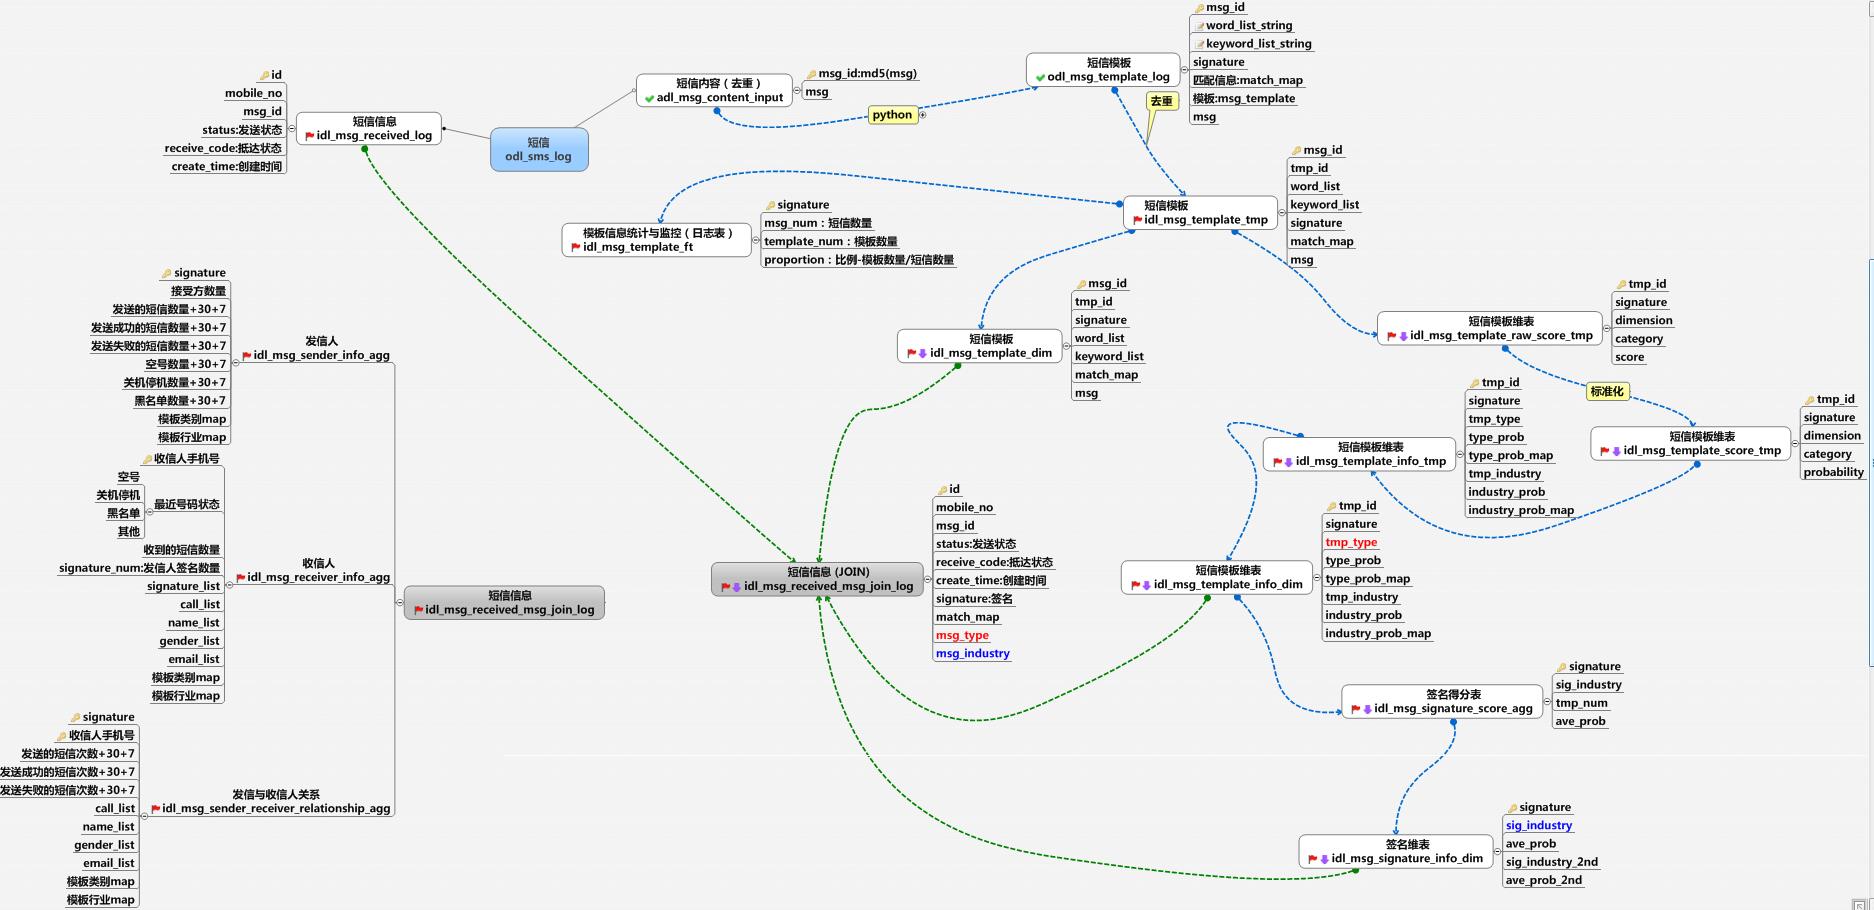 id
mobile_no
msg_id
status:发送状态
receive_code:抵达状态
create_time:创建时间
短信信息
idl_msg_received_log
短信
odl_sms_log
短信内容（去重）
adl_msg_content_input
msg_id:md5(msg)
msg
python
短信模板
odl_msg_template_log
msg_id
word_list_string
keyword_list_string
signature
匹配信息:match_map
模板:msg_template
msg
去重
短信模板
idl_msg_template_tmp
msg_id
tmp_id
word_list
keyword_list
signature
match_map
msg
模板信息统计与监控（日志表）
idl_msg_template_ft
signature
msg_num：短信数量
template_num：模板数量
proportion：比例-模板数量/短信数量
短信模板
idl_msg_template_dim
msg_id
tmp_id
signature
word_list
keyword_list
match_map
msg
短信模板维表
idl_msg_template_raw_score_tmp
tmp_id
signature
dimension
category
score
标准化
短信模板维表
idl_msg_template_score_tmp
tmp_id
signature
dimension
category
probability
短信模板维表
idl_msg_template_info_tmp
tmp_id
signature
tmp_type
type_prob
type_prob_map
tmp_industry
industry_prob
industry_prob_map
短信模板维表
idl_msg_template_info_dim
tmp_id
signature
tmp_type
type_prob
type_prob_map
tmp_industry
industry_prob
industry_prob_map
签名得分表
idl_msg_signature_score_agg
signature
sig_industry
tmp_num
ave_prob
签名维表
idl_msg_signature_info_dim
signature
sig_industry
ave_prob
sig_industry_2nd
ave_prob_2nd
短信信息 (JOIN)
idl_msg_received_msg_join_log
id
mobile_no
msg_id
status:发送状态
receive_code:抵达状态
create_time:创建时间
signature:签名
match_map
msg_type
msg_industry
短信信息
idl_msg_received_msg_join_log
发信人
idl_msg_sender_info_agg
signature
接受方数量
发送的短信数量+30+7
发送成功的短信数量+30+7
发送失败的短信数量+30+7
空号数量+30+7
关机停机数量+30+7
黑名单数量+30+7
模板类别map
模板行业map
收信人
idl_msg_receiver_info_agg
收信人手机号
最近号码状态
空号
关机停机
黑名单
其他
收到的短信数量
signature_num:发信人签名数量
signature_list
call_list
name_list
gender_list
email_list
模板类别map
模板行业map
发信与收信人关系
idl_msg_sender_receiver_relationship_agg
signature
收信人手机号
发送的短信次数+30+7
发送成功的短信次数+30+7
发送失败的短信次数+30+7
call_list
name_list
gender_list
email_list
模板类别map
模板行业map